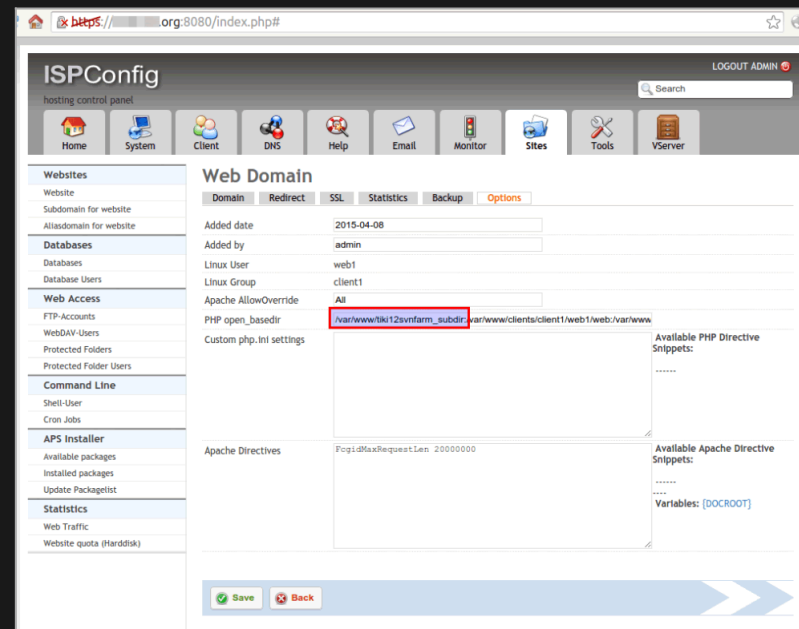 https://
.org:8080/index.php#
ISPConfig
hosting control panel
LOGOUT ADMIN
Search
Home
System
Client
DNS
Help
Email
Monitor
Sites
Tools
VServer
Websites
Website
Subdomain for website
Aliasdomain for website
Databases
Databases
Database Users
Web Access
FTP-Accounts
WebDAV-Users
Protected Folders
Protected Folder Users
Command Line
Shell-User
Cron Jobs
APS Installer
Available packages
Installed packages
Update Packagelist
Statistics
Web Traffic
Website quota (Harddisk)
Web Domain
Domain
Redirect
SSL
Statistics
Backup
Options
Added date
2015-04-08
Added by
admin
Linux User
web1
Linux Group
client1
Apache AllowOverride
All
PHP open_basedir
/var/www/tiki12svnfarm_subdir:/var/www/clients/client1/web1/web:/var/www
Custom php.ini settings
Available PHP Directive
Snippets:
------
Apache Directives
FcgidMaxRequestLen 20000000
Available Apache Directive
Snippets:
------
----
Variables: [DOCROOT]
Save
Back